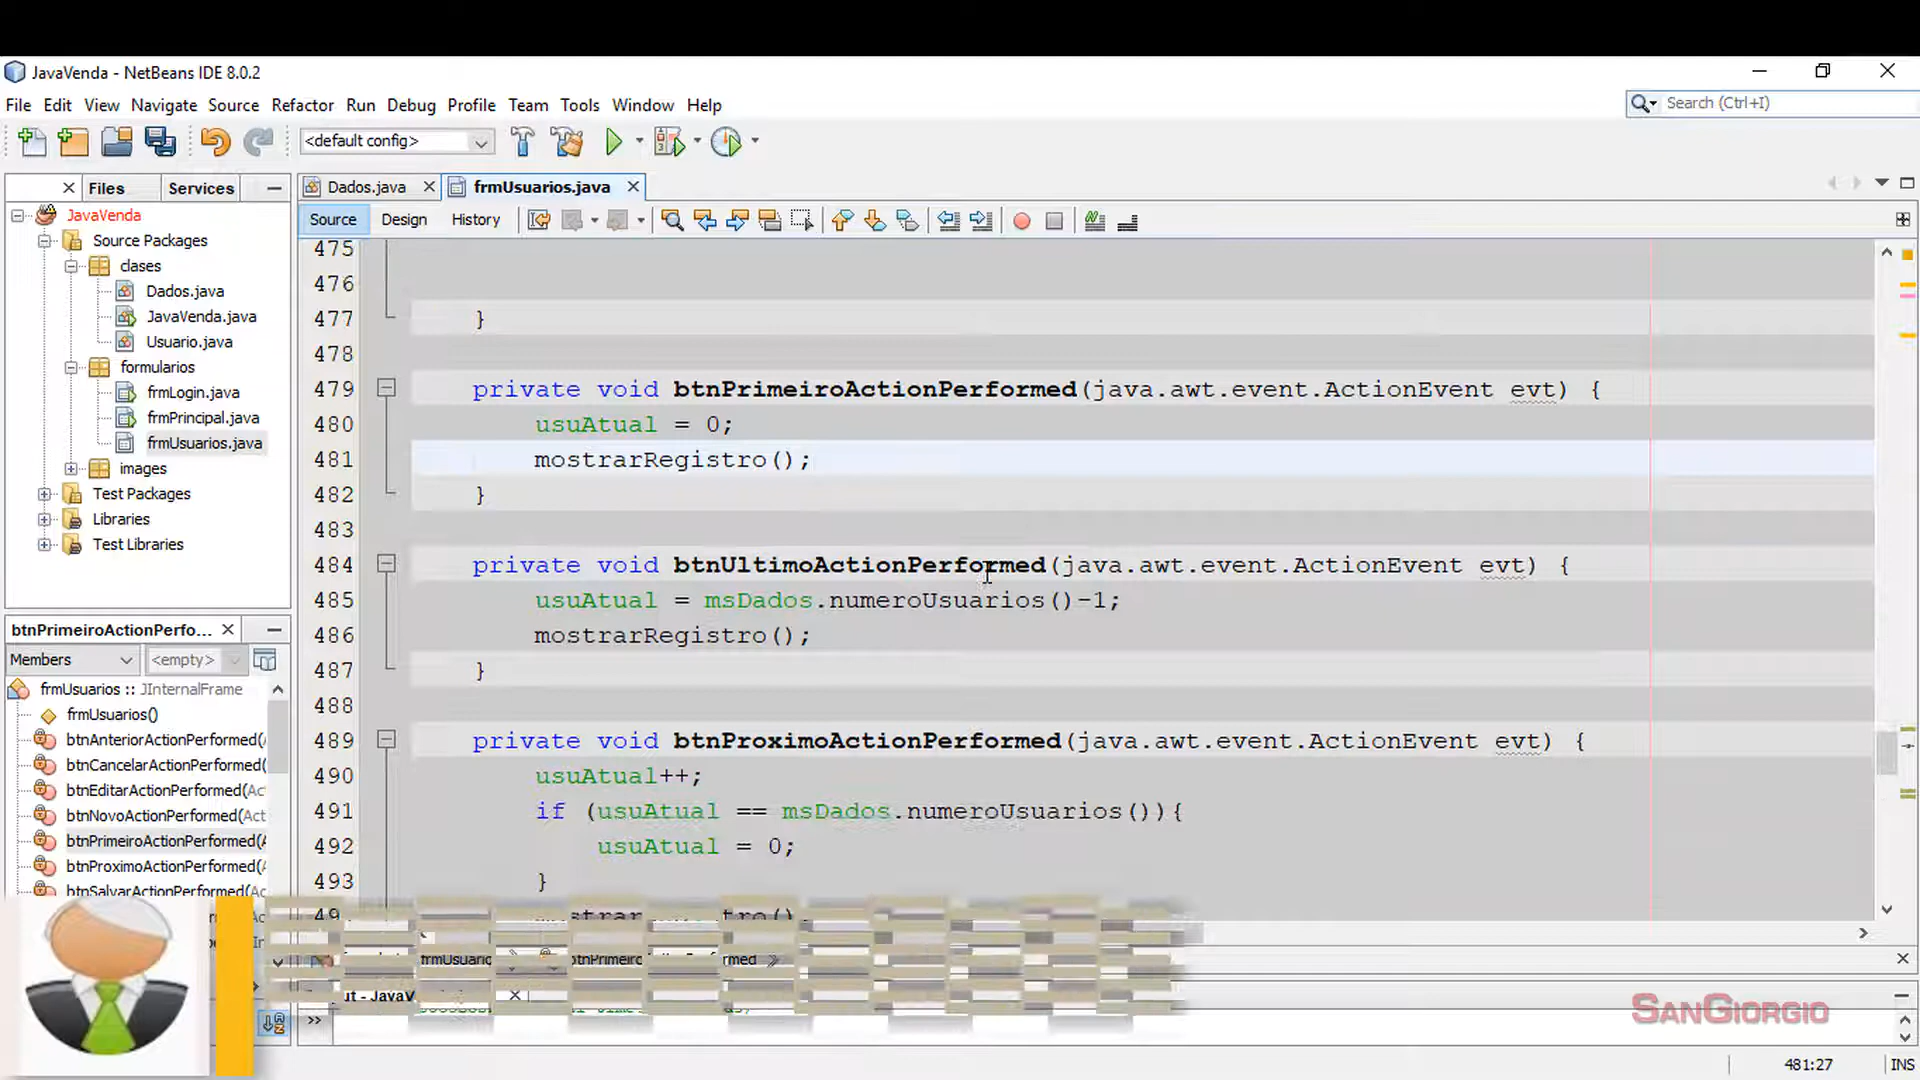 JavaVenda - NetBeans IDE 8.0.2
File Edit View Navigate Source Refactor Run Debug Profile Team Tools Window Help
Search (Ctrl+I)
<default config>
Files Services
Dados.java frmUsuarios.java
Source Design History
JavaVenda
Source Packages
clases
Dados.java
JavaVenda.java
Usuario.java
formularios
frmLogin.java
frmPrincipal.java
frmUsuarios.java
images
Test Packages
Libraries
Test Libraries
475
476
477 }
478
479 private void btnPrimeiroActionPerformed(java.awt.event.ActionEvent evt) {
480 usuAtual = 0;
481 mostrarRegistro();
482 }
483
484 private void btnUltimoActionPerformed(java.awt.event.ActionEvent evt) {
485 usuAtual = msDados.numeroUsuarios()-1;
486 mostrarRegistro();
487 }
488
489 private void btnProximoActionPerformed(java.awt.event.ActionEvent evt) {
490 usuAtual++;
491 if (usuAtual == msDados.numeroUsuarios()){
492 usuAtual = 0;
493 }
btnPrimeiroActionPerfo...
Members <empty>
frmUsuarios :: JInternalFrame
frmUsuarios()
btnAnteriorActionPerformed(
btnCancelarActionPerformed(
btnEditarActionPerformed(Ac
btnNovoActionPerformed(Act
btnPrimeiroActionPerformed(A
btnProximoActionPerformed(A
btnSalvarActionPerformed(Ac
SANGIORGIO
481:27 INS